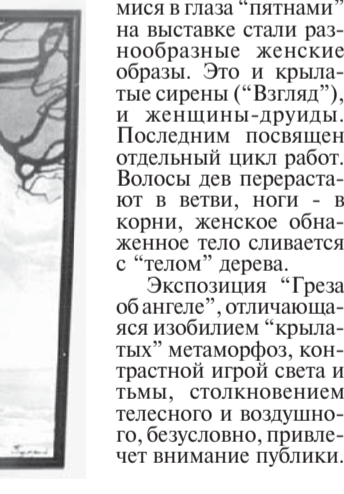 мися в глаза “пятнами”
на выставке стали раз-
нообразные женские
образы. Это и крыла-
тые сирены (“Взгляд”),
и женщины-друиды.
Последним посвящен
отдельный цикл работ.
Волосы дев перераста-
ют в ветви, ноги - в
корни, женское обна-
женное тело сливается
с “телом” дерева.
Экспозиция “Греза
об ангеле”, отличающа-
яся изобилием “крыла-
тых” метаморфоз, кон-
трастной игрой света и
тьмы, столкновением
телесного и воздушно-
го, безусловно, привле-
чет внимание публики.